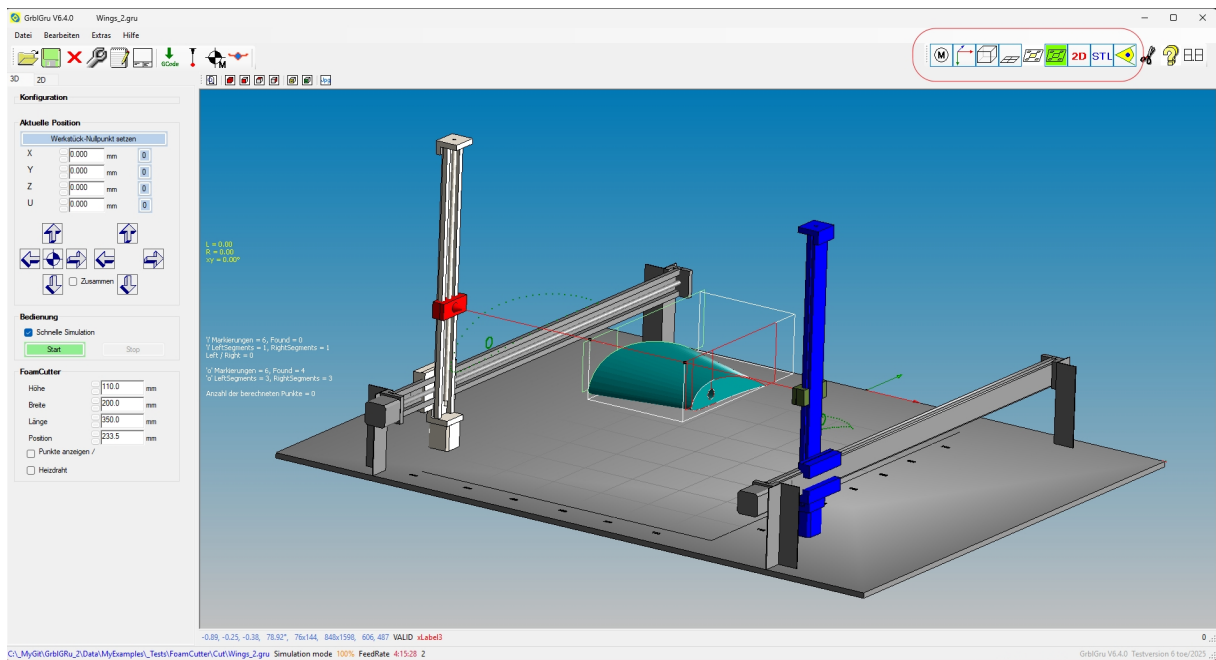 GrblGru V6.4.0 Wings_2.gru
Datei Bearbeiten Extras Hilfe
GCode M M 2D STL
3D 2D
Konfiguration
Aktuelle Position
Werkstück-Nullpunkt setzen
X 0.000 mm 0
Y 0.000 mm 0
Z 0.000 mm 0
U 0.000 mm 0
Zusammen
Bedienung
Schnelle Simulation
Start Stop
FoamCutter
Höhe 110.0 mm
Breite 200.0 mm
Länge 350.0 mm
Position 233.5 mm
Punkte anzeigen /
Heizdraht
L = 0.00
R = 0.00
xy = 0.00°
'/' Markierungen = 6, Found = 0
'/' LeftSegments = 1, RightSegments = 1
Left / Right = 0
'o' Markierungen = 6, Found = 4
'o' LeftSegments = 3, RightSegments = 3
Anzahl der berechneten Punkte = 0
0
-0.89, -0.25, -0.38, 78.92°, 76x144, 848x1598, 606, 487 VALID xLabel3 0
C:\_MyGit\GrblGRu_2\Data\MyExamples\_Tests\FoamCutter\Cut\Wings_2.gru Simulation mode 100% FeedRate 4:15:28 2 GrblGru V6.4.0 Testversion 6 toe/2025